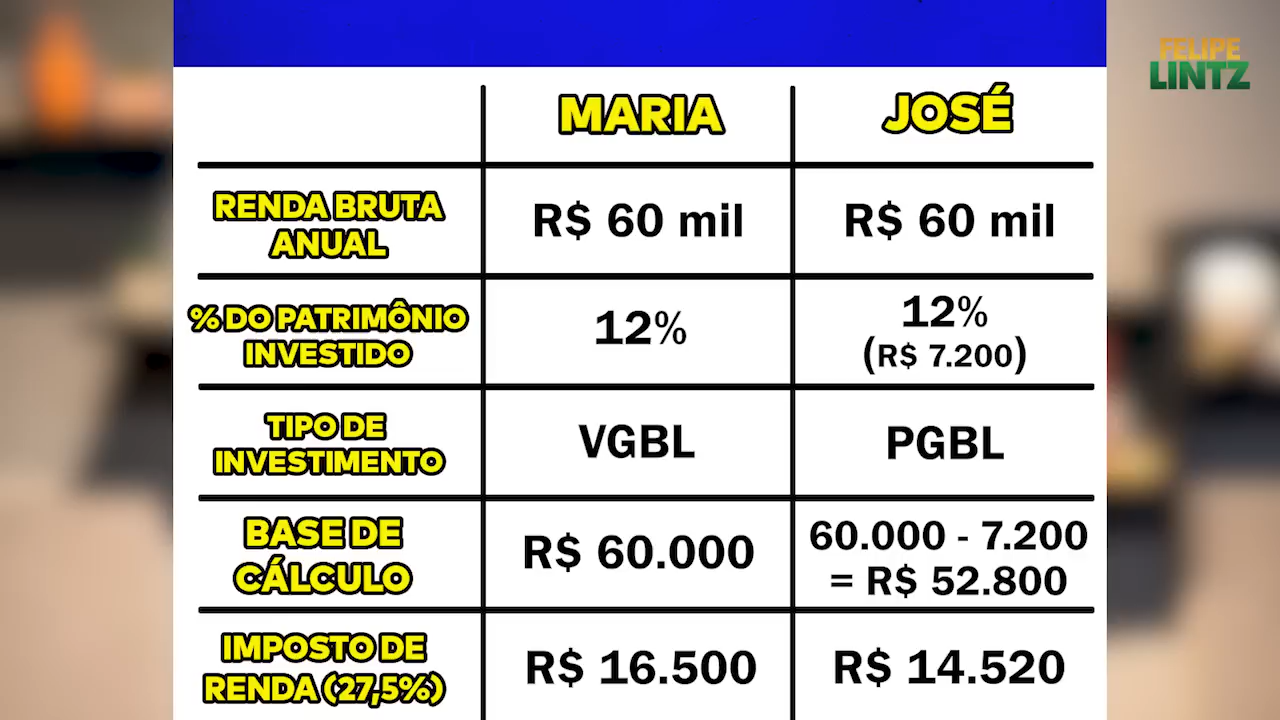 FELIPE
LINTZ
MARIA
JOSÉ
RENDA BRUTA
ANUAL
R$ 60 mil
R$ 60 mil
% DO PATRIMÔNIO
INVESTIDO
12%
12%
(R$ 7.200)
TIPO DE
INVESTIMENTO
VGBL
PGBL
BASE DE
CÁLCULO
R$ 60.000
60.000 - 7.200
= R$ 52.800
IMPOSTO DE
RENDA (27,5%)
R$ 16.500
R$ 14.520